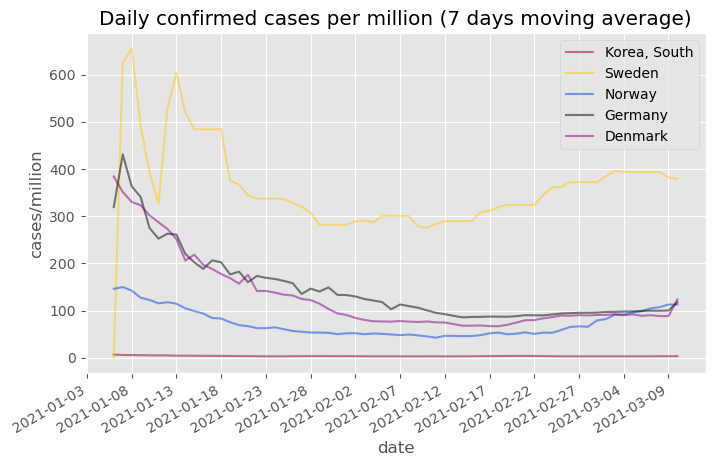 Daily confirmed cases per million (7 days moving average)
Korea, South
Sweden
Norway
Germany
Denmark
600
500
400
300
200
100
0
cases/million
2021-01-03
2021-01-08
2021-01-13
2021-01-18
2021-01-23
2021-01-28
2021-02-02
2021-02-07
2021-02-12
2021-02-17
2021-02-22
2021-02-27
2021-03-04
2021-03-09
date